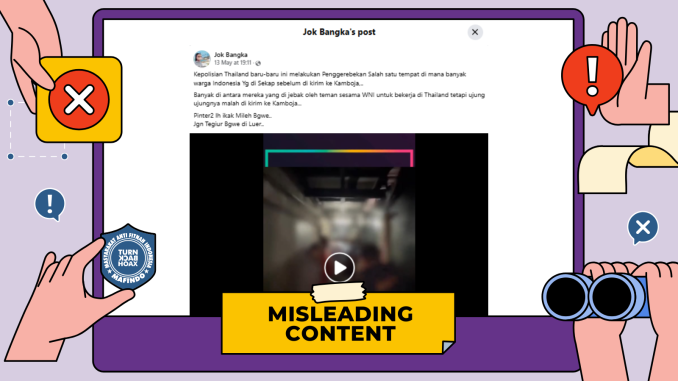 Jok Bangka's post
Jok Bangka
13 May at 19:11
Kepolisian Thailand baru-baru ini melakukan Penggerebekan Salah satu tempat di mana banyak
warga Indonesia Yg di Sekap sebelum di kirim ke Kamboja...
Banyak di antara mereka yang di jebak oleh teman sesama WNI untuk bekerja di Thailand tetapi ujung
ujungnya malah di kirim ke Kamboja...
Pinter2 lh ikak Mileh Bgwe..
Jgn Tegiur Bgwe di Luer..
MASYARAKAT ANTI FITNAH INDONESIA
TURN
BACK
HOAX
MAFINDO
MISLEADING
CONTENT